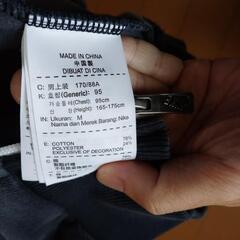 MADE IN CHINA
中国製
DIBUAT DI CINA
C: 男上装 170/88A
K: 호칭(Generic): 95
가슴둘레(Chest): 95cm
신장(Height): 165-175cm
IN: Ukuran: M
Nama dan Merek Barang: Nike
E: COTTON 76%
POLYESTER 24%
EXCLUSIVE OF DECORATION